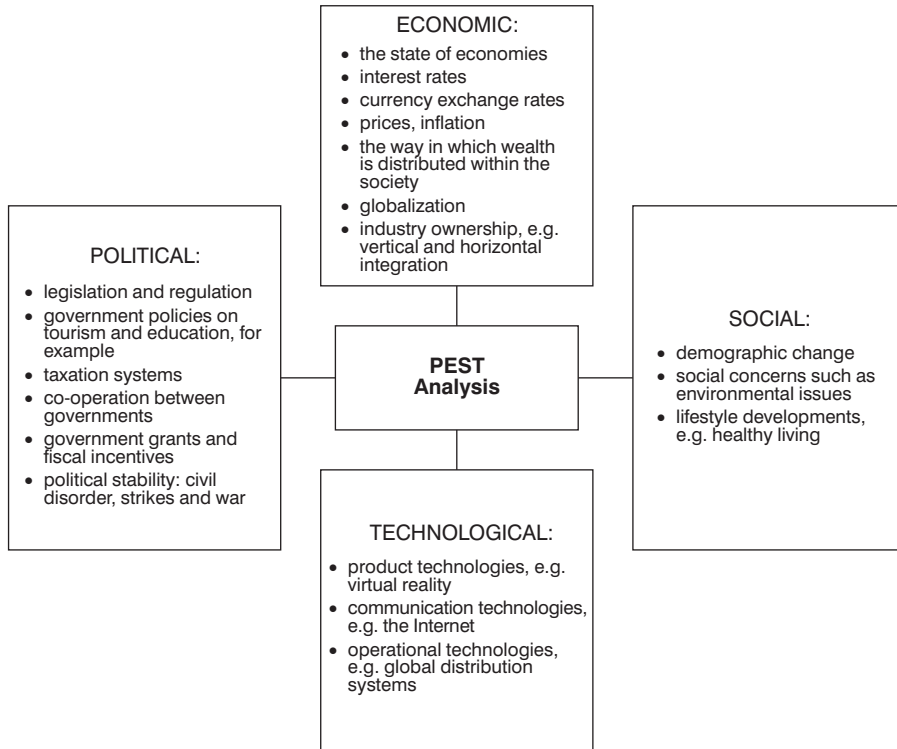 ECONOMIC:
• the state of economies
• interest rates
• currency exchange rates
• prices, inflation
• the way in which wealth
is distributed within the
society
• globalization
• industry ownership, e.g.
vertical and horizontal
integration
POLITICAL:
• legislation and regulation
• government policies on
tourism and education, for
example
• taxation systems
• co-operation between
governments
• government grants and
fiscal incentives
• political stability: civil
disorder, strikes and war
PEST
Analysis
SOCIAL:
• demographic change
• social concerns such as
environmental issues
• lifestyle developments,
e.g. healthy living
TECHNOLOGICAL:
• product technologies, e.g.
virtual reality
• communication technologies,
e.g. the Internet
• operational technologies,
e.g. global distribution
systems